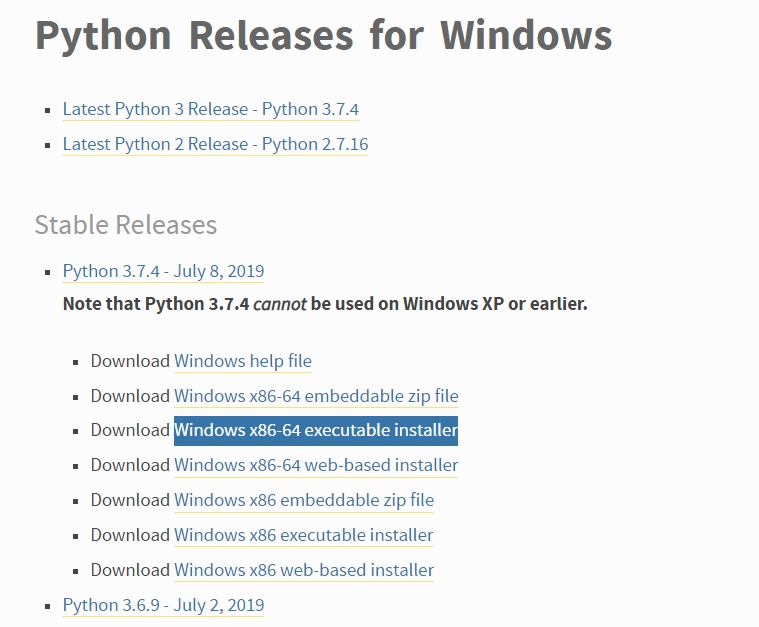 Python Releases for Windows
Latest Python 3 Release - Python 3.7.4
Latest Python 2 Release - Python 2.7.16
Stable Releases
Python 3.7.4 - July 8, 2019
Note that Python 3.7.4 cannot be used on Windows XP or earlier.
Download Windows help file
Download Windows x86-64 embeddable zip file
Download Windows x86-64 executable installer
Download Windows x86-64 web-based installer
Download Windows x86 embeddable zip file
Download Windows x86 executable installer
Download Windows x86 web-based installer
Python 3.6.9 - July 2, 2019